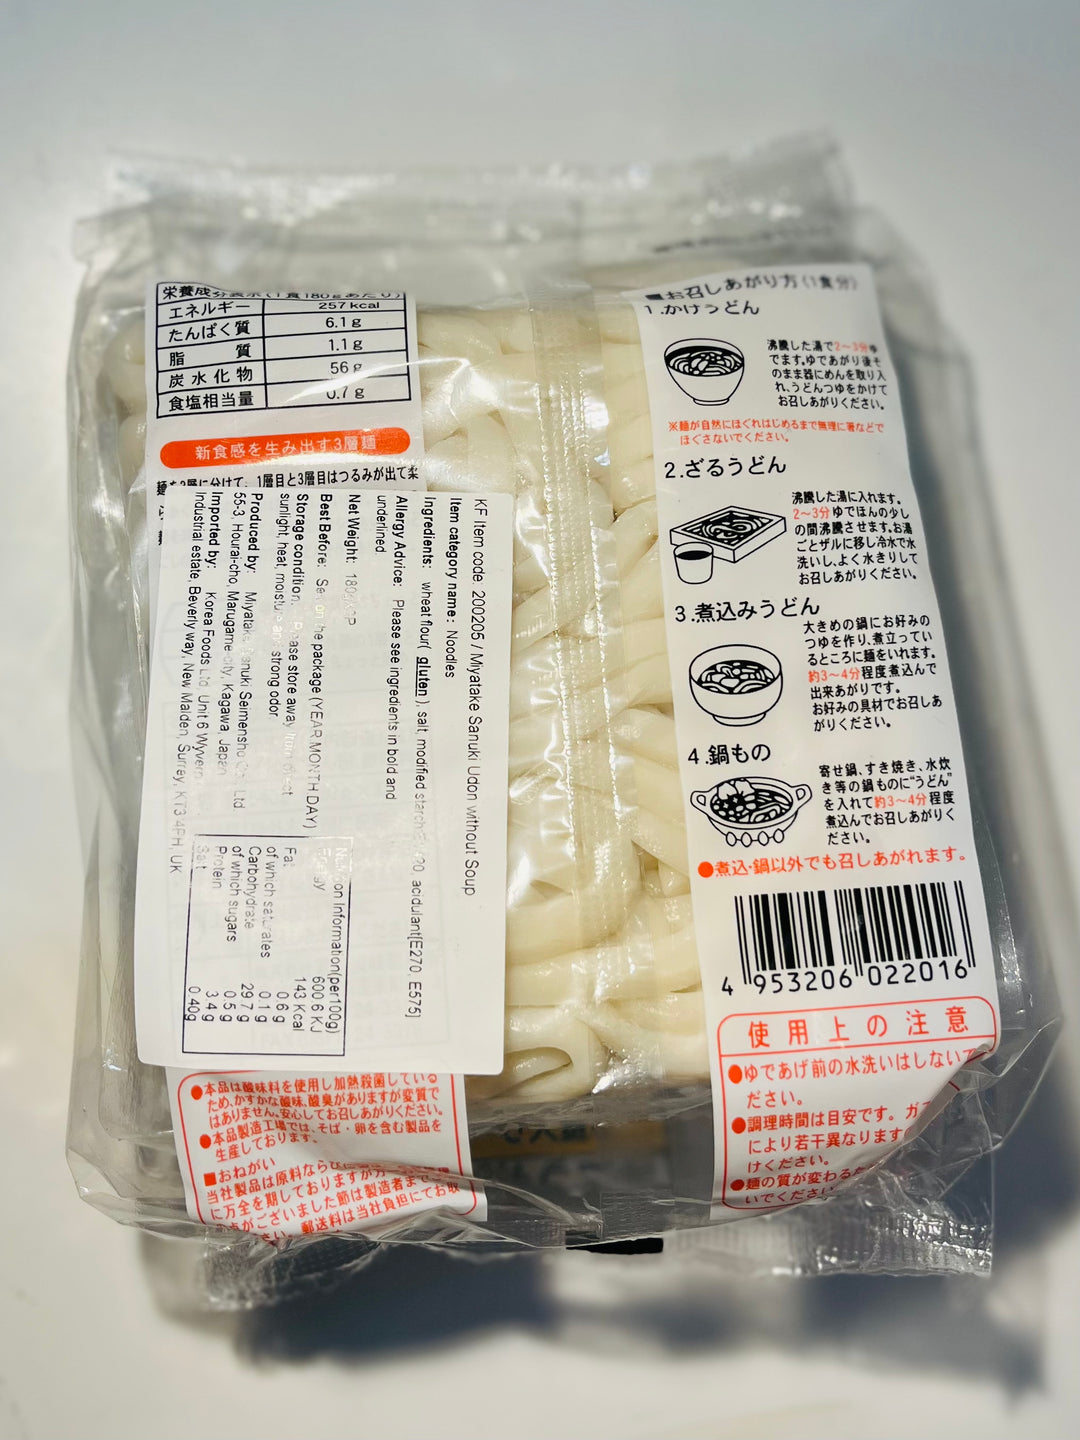 栄養成分表示(1食180gあたり)
エネルギー 257kcal
たんぱく質 6.1g
脂質 1.1g
炭水化物 56g
食塩相当量 0.7g
新食感を生み出す3層麺
麺を3層に分けて、1層目と3層目はつるみが出て柔
KF Item code: 200205 / Miyatake Sanuki Udon without Soup
Item category name: Noodles
Ingredients: wheat flour( gluten ), salt, modified starch 20, acidulant[E270, E575]
Allergy Advice: Please see ingredients in bold and
underlined.
Net Weight: 180g
Best Before: See on the package (YEAR.MONTH.DAY)
Storage condition: Please store away from direct
sunlight, heat, moisture and strong odor
Produced by: Miyatake Sanuki Seimensho Co. Ltd
55-3, Hourai-cho, Marugame-city, Kagawa, Japan
Imported by: Korea Foods Ltd, Unit 6 Wyvern
Industrial estate, Beverly way, New Malden, Surrey, KT3 4PH, UK
Nutrition Information(per100g)
Energy 600.6 KJ
143 Kcal
Fat 0.6 g
of which saturates 0.1 g
Carbohydrate 29.7 g
of which sugars 0.5 g
Protein 3.4 g
Salt 0.40g
●本品は酸味料を使用し加熱殺菌している
ため、かすかな酸味、酸臭がありますが変質で
はありません。安心してお召しあがりください。
●本品製造工場では、そば・卵を含む製品を
生産しております。
■おねがい
当社製品は原料ならび
に万全を期しておりますが万
点がございました節は製造者ま
さい。郵送料は当社負担にてお取
■お召しあがり方(1食分)
1.かけうどん
沸騰した湯で2〜3分ゆ
でます。ゆであがり後そ
のまま器にめんを取り入
れ、うどんつゆをかけて
お召しあがりください。
※麺が自然にほぐれはじめるまで無理に箸などで
ほぐさないでください。
2.ざるうどん
沸騰した湯に入れます。
2〜3分ゆでほんの少し
の間沸騰させます。お湯
ごとザルに移し冷水で水
洗いし、よく水きりして
お召しあがりください。
3.煮込みうどん
大きめの鍋にお好みの
つゆを作り、煮立ってい
るところに麺をいれます。
約3〜4分程度煮込んで
出来あがりです。
お好みの具材でお召しあ
がりください。
4.鍋もの
寄せ鍋、すき焼き、水炊
き等の鍋ものに“うどん”
を入れて約3〜4分程度
煮込んでお召しあがりく
ださい。
●煮込・鍋以外でも召しあがれます。
4 953206 022016
使用上の注意
●ゆであげ前の水洗いはしないで
ださい。
●調理時間は目安です。ガ
により若干異なります
けください。
●麺の質が変わるた
いでください